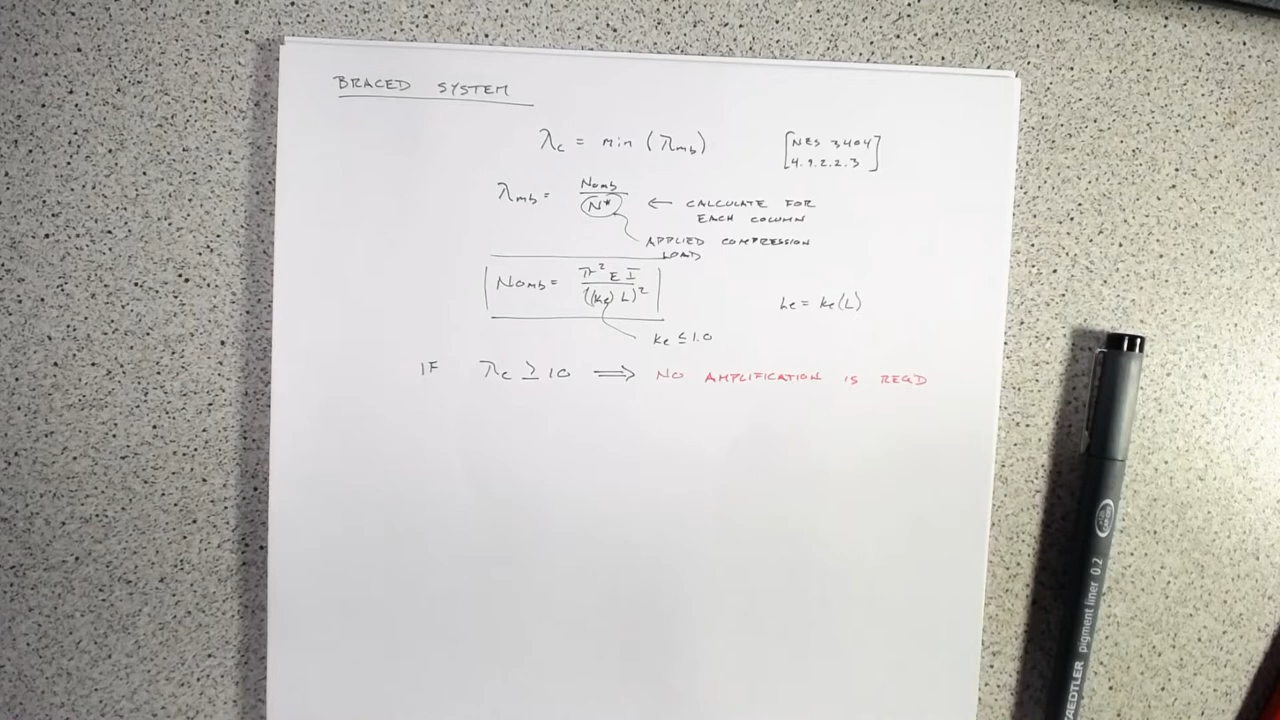 BRACED SYSTEM
λc = min (λmb)
[NZS 3404
4.9.2.2.3]
λmb = Nomb / N* ← CALCULATE FOR
EACH COLUMN
APPLIED COMPRESSION
LOAD
Nomb = π² E I / ((ke) L)²
Le = ke(L)
ke ≤ 1.0
IF λc ≥ 10 ⟹ NO AMPLIFICATION IS REQD
STAEDTLER pigment liner 0.2